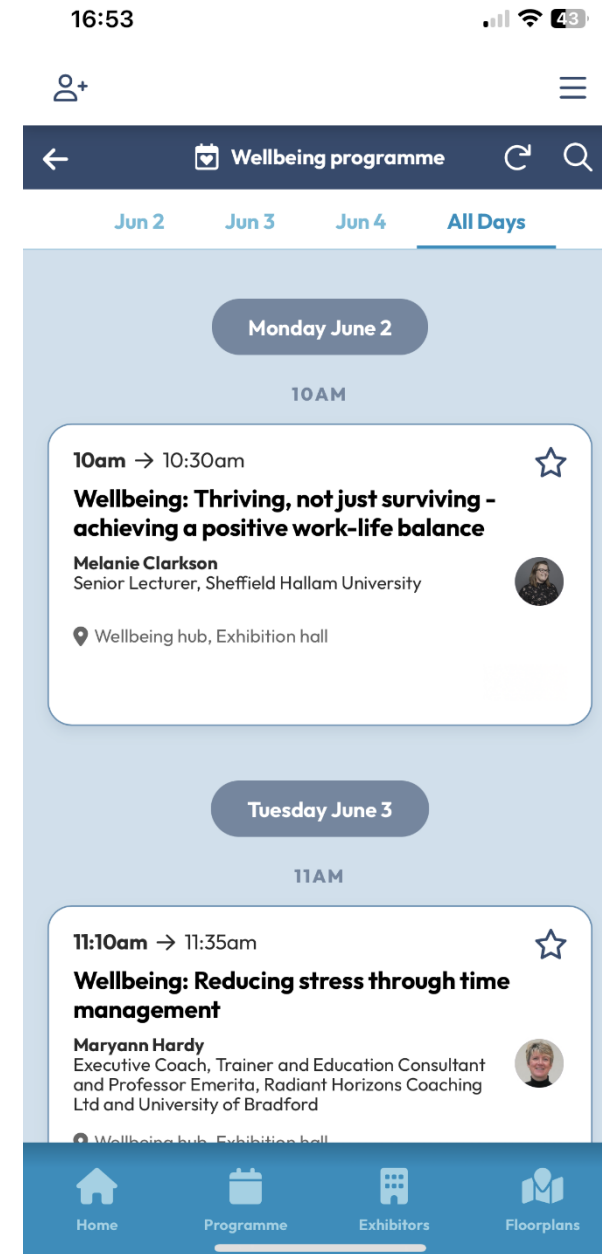 16:53
43
Wellbeing programme
Jun 2 Jun 3 Jun 4 All Days
Monday June 2
10AM
10am → 10:30am
Wellbeing: Thriving, not just surviving -
achieving a positive work-life balance
Melanie Clarkson
Senior Lecturer, Sheffield Hallam University
Wellbeing hub, Exhibition hall
Tuesday June 3
11AM
11:10am → 11:35am
Wellbeing: Reducing stress through time
management
Maryann Hardy
Executive Coach, Trainer and Education Consultant
and Professor Emerita, Radiant Horizons Coaching
Ltd and University of Bradford
Wellbeing hub, Exhibition hall
Home Programme Exhibitors Floorplans